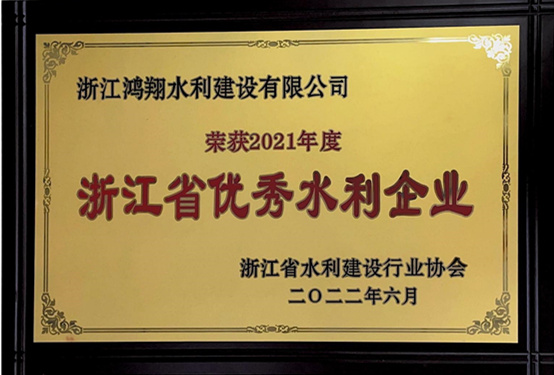 浙江鸿翔水利建设有限公司
荣获2021年度
浙江省优秀水利企业
浙江省水利建设行业协会
二〇二二年六月